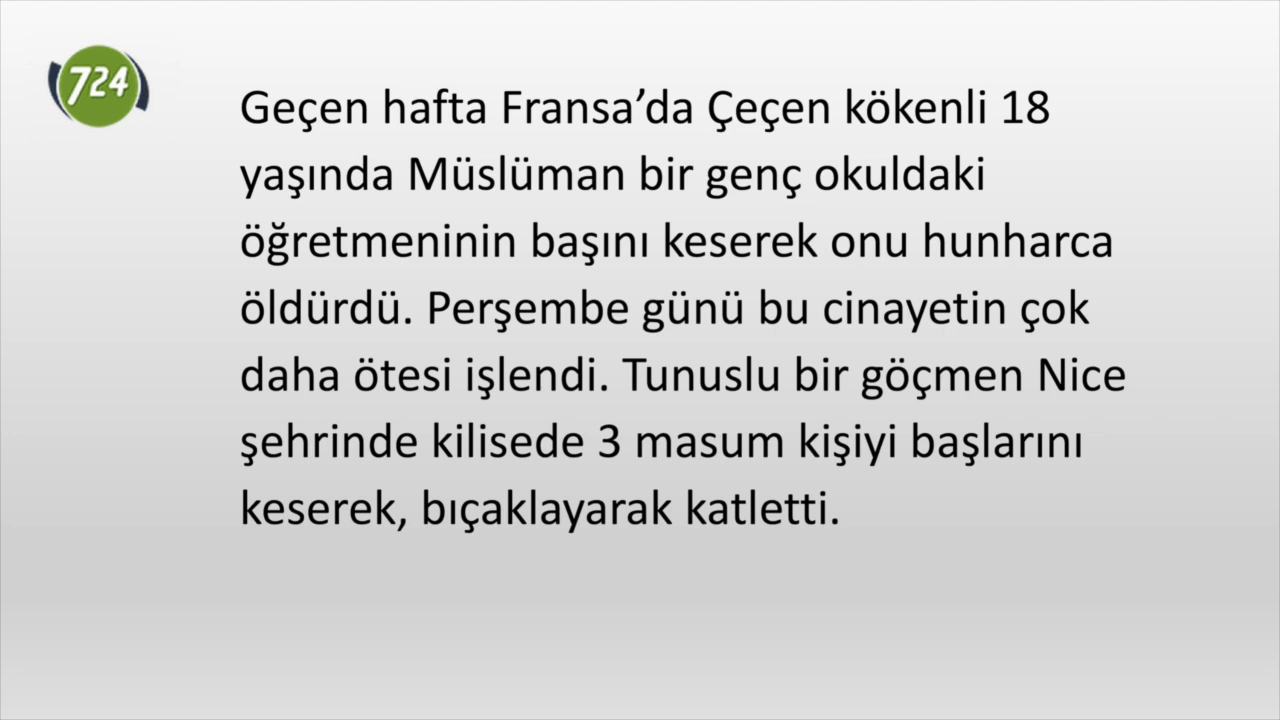 724
Geçen hafta Fransa’da Çeçen kökenli 18
yaşında Müslüman bir genç okuldaki
öğretmeninin başını keserek onu hunharca
öldürdü. Perşembe günü bu cinayetin çok
daha ötesi işlendi. Tunuslu bir göçmen Nice
şehrinde kilisede 3 masum kişiyi başlarını
keserek, bıçaklayarak katletti.